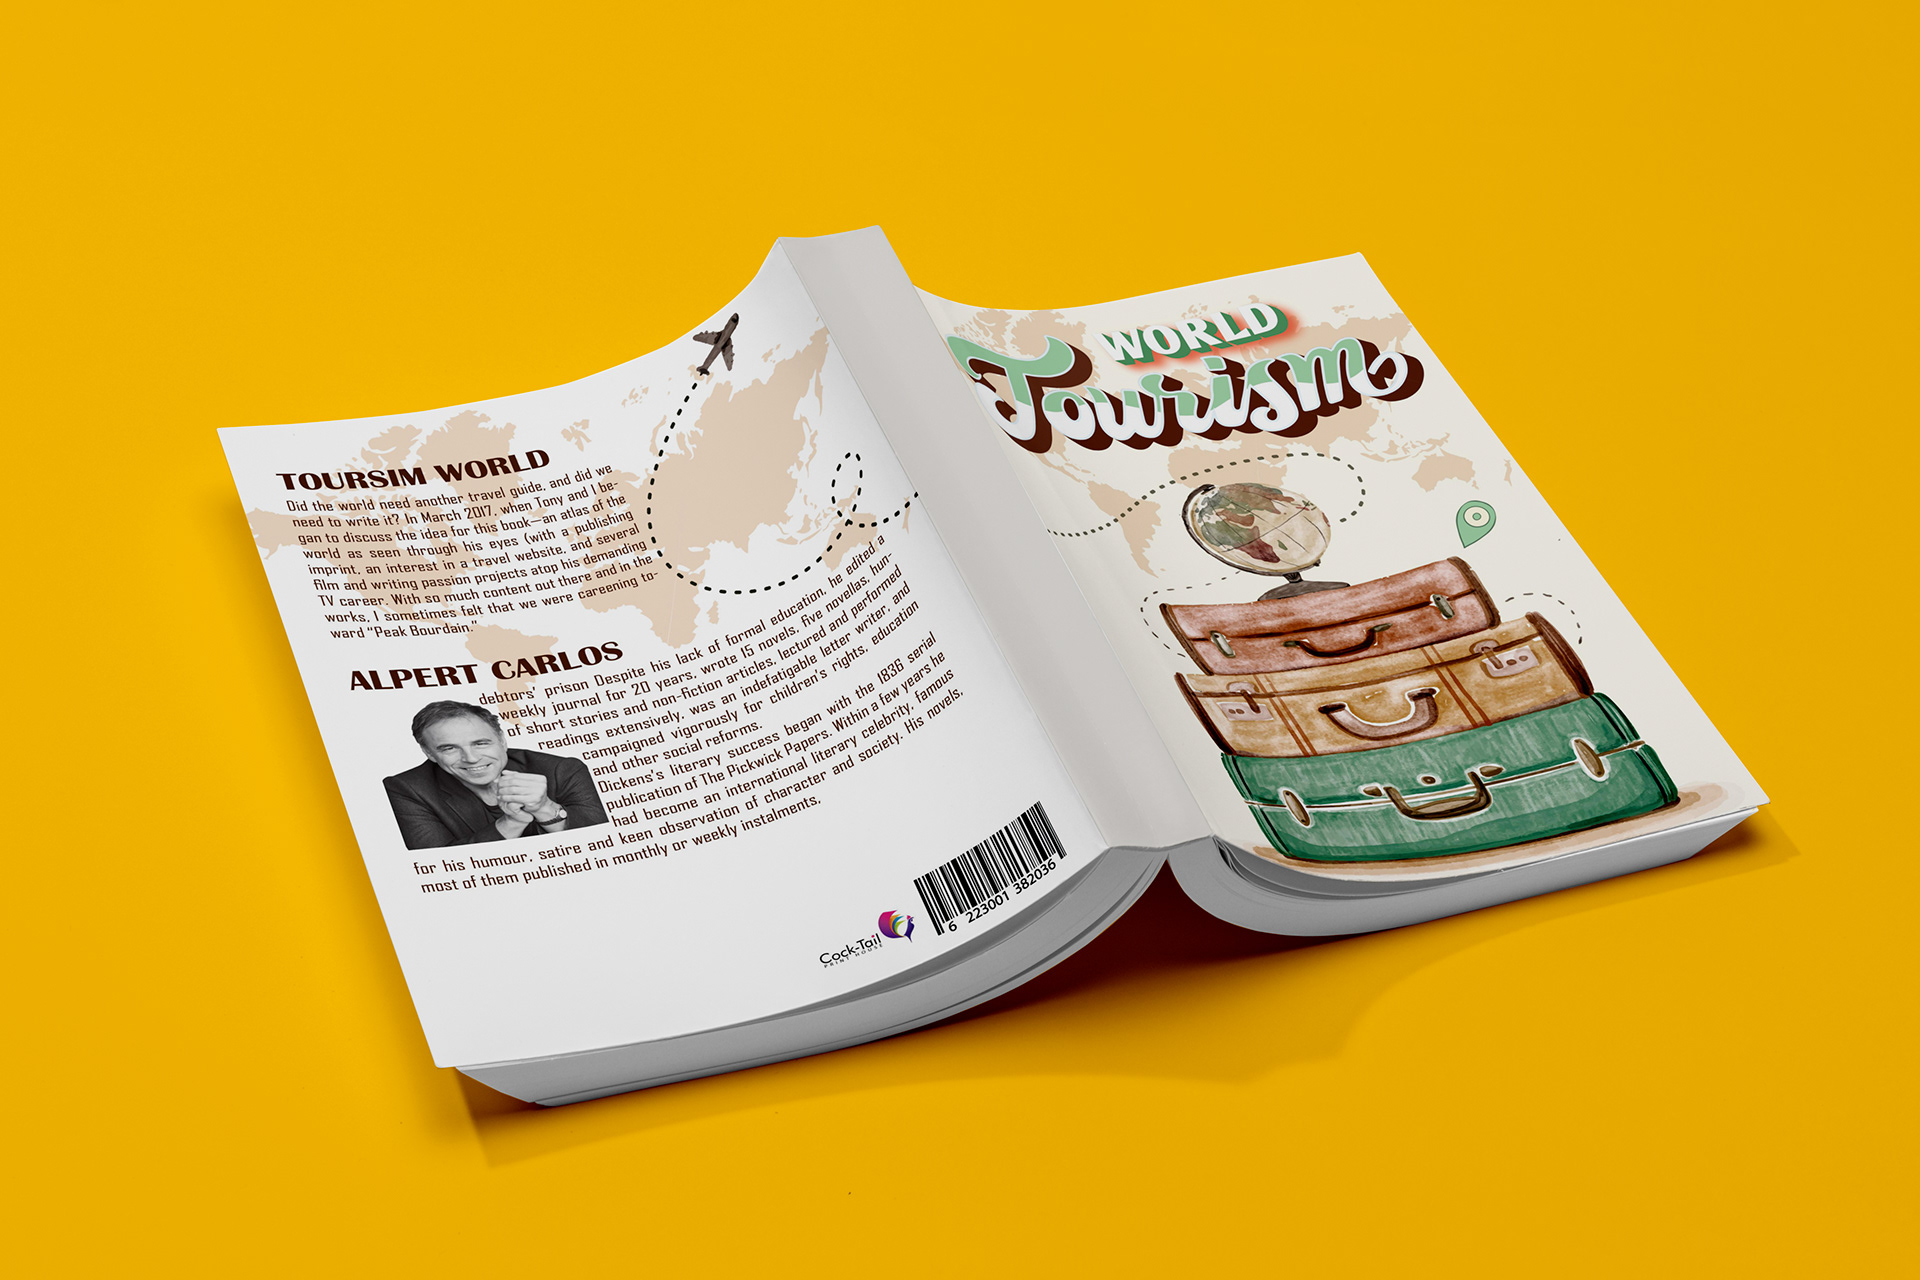 TOURSIM WORLD
Did the world need another travel guide, and did we
need to write it? In March 2017, when Tony and I be-
gan to discuss the idea for this book—an atlas of the
world as seen through his eyes (with a publishing
imprint, an interest in a travel website, and several
film and writing passion projects atop his demanding
TV career. With so much content out there and in the
works, I sometimes felt that we were careening to-
ward “Peak Bourdain.”
ALPERT CARLOS
debtors' prison Despite his lack of formal education, he edited a
weekly journal for 20 years, wrote 15 novels, five novellas, hun-
of short stories and non-fiction articles, lectured and performed
readings extensively, was an indefatigable letter writer, and
campaigned vigorously for children's rights, education
and other social reforms.
Dickens's literary success began with the 1836 serial
publication of The Pickwick Papers. Within a few years he
had become an international literary celebrity, famous
for his humour, satire and keen observation of character and society. His novels,
most of them published in monthly or weekly instalments,
Cock-Tail
PRINT HOUSE
6 223001 382036
WORLD
Tourism